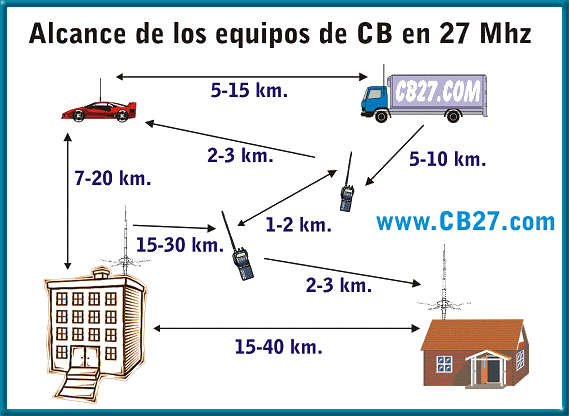 Alcance de los equipos de CB en 27 Mhz
5-15 km.
CB27.COM
2-3 km.
5-10 km.
7-20 km.
1-2 km.
www.CB27.com
15-30 km.
2-3 km.
15-40 km.